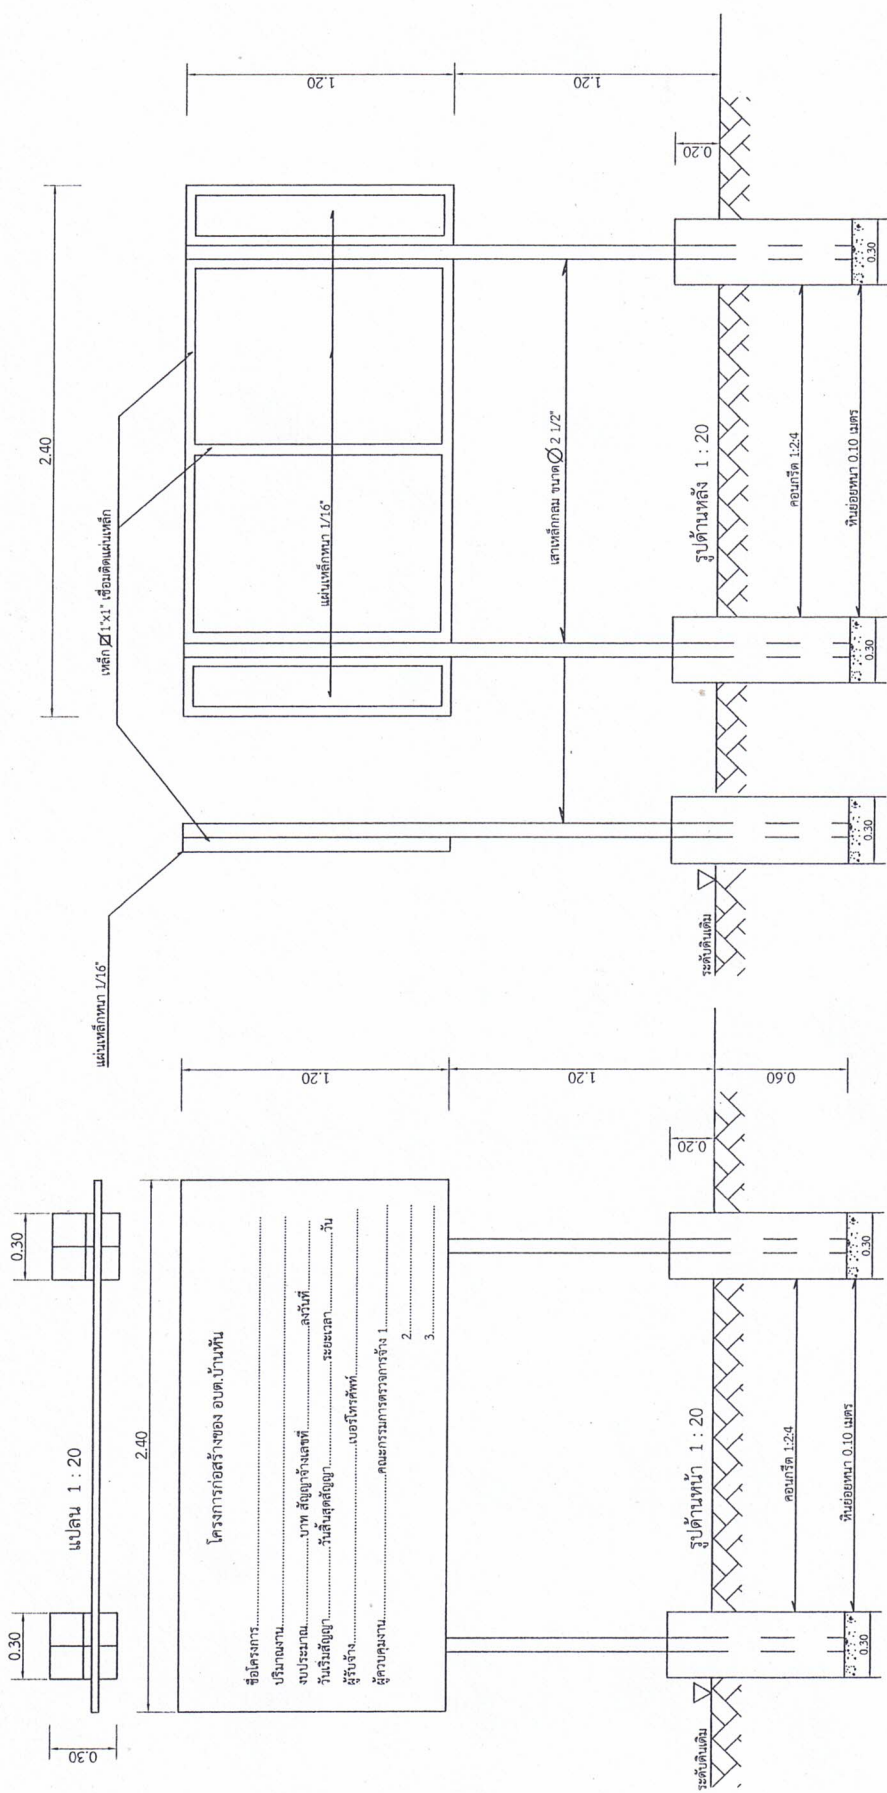 0.30
0.30
0.30
แปลน 1 : 20
2.40
โครงการก่อสร้างของ อบต.บ้านทัน
ชื่อโครงการ..............................
ปริมาณงาน..............................
งบประมาณ....................บาท สัญญาจ้างเลขที่....................ลงวันที่....................
วันเริ่มสัญญา....................วันสิ้นสุดสัญญา....................ระยะเวลา....................วัน
ผู้รับจ้าง....................เบอร์โทรศัพท์....................
ผู้ควบคุมงาน....................คณะกรรมการตรวจการจ้าง 1....................
2....................
3....................
1.20
1.20
0.60
0.20
ระดับดินเดิม
รูปด้านหน้า 1 : 20
คอนกรีต 1:2:4
หินย่อยหนา 0.10 เมตร
0.30
0.30
แผ่นเหล็กหนา 1/16"
เหล็ก 1"x1" เชื่อมติดแผ่นเหล็ก
2.40
แผ่นเหล็กหนา 1/16"
เสาเหล็กกลม ขนาด Ø 2 1/2"
1.20
1.20
0.20
ระดับดินเดิม
รูปด้านหลัง 1 : 20
คอนกรีต 1:2:4
หินย่อยหนา 0.10 เมตร
0.30
0.30
0.30